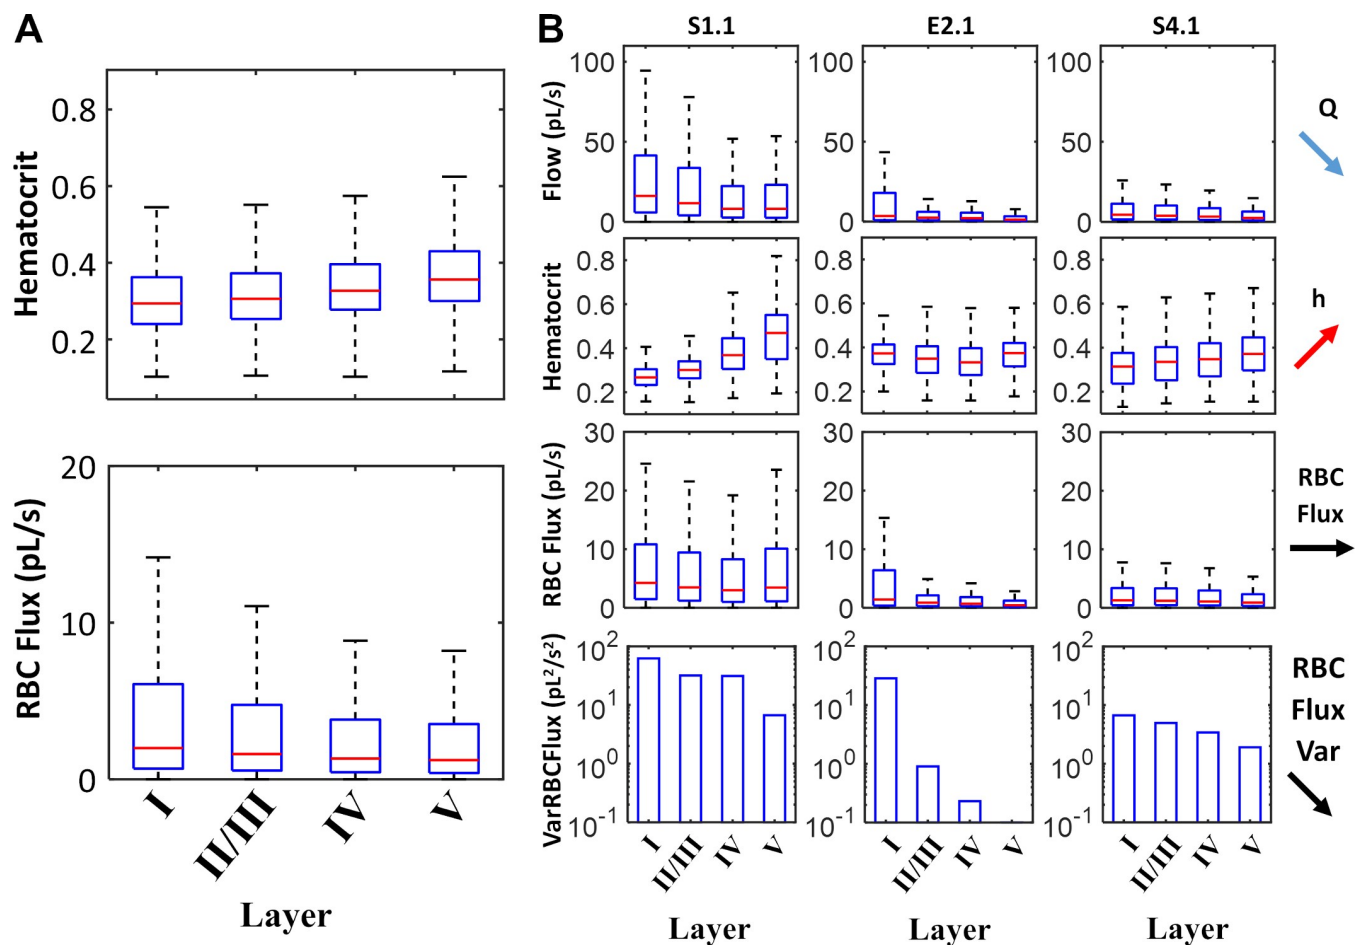 A
Hematocrit
0.8
0.6
0.4
0.2
RBC Flux (pL/s)
20
10
0
I
II/III
IV
V
Layer
B
S1.1
E2.1
S4.1
Flow (pL/s)
100
50
0
100
50
0
100
50
0
Q
Hematocrit
0.8
0.6
0.4
0.2
0.8
0.6
0.4
0.2
0.8
0.6
0.4
0.2
h
RBC Flux (pL/s)
30
20
10
0
30
20
10
0
30
20
10
0
RBC
Flux
VarRBCFlux (pL²/s²)
10²
10¹
10⁰
10⁻¹
10²
10¹
10⁰
10⁻¹
10²
10¹
10⁰
10⁻¹
RBC
Flux
Var
I
II/III
IV
V
I
II/III
IV
V
I
II/III
IV
V
Layer
Layer
Layer